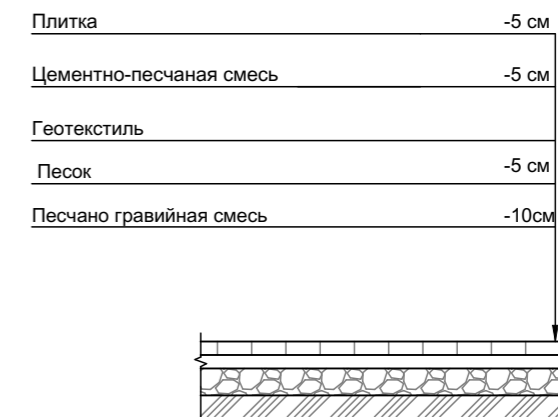 Плитка -5 см
Цементно-песчаная смесь -5 см
Геотекстиль
Песок -5 см
Песчано гравийная смесь -10см